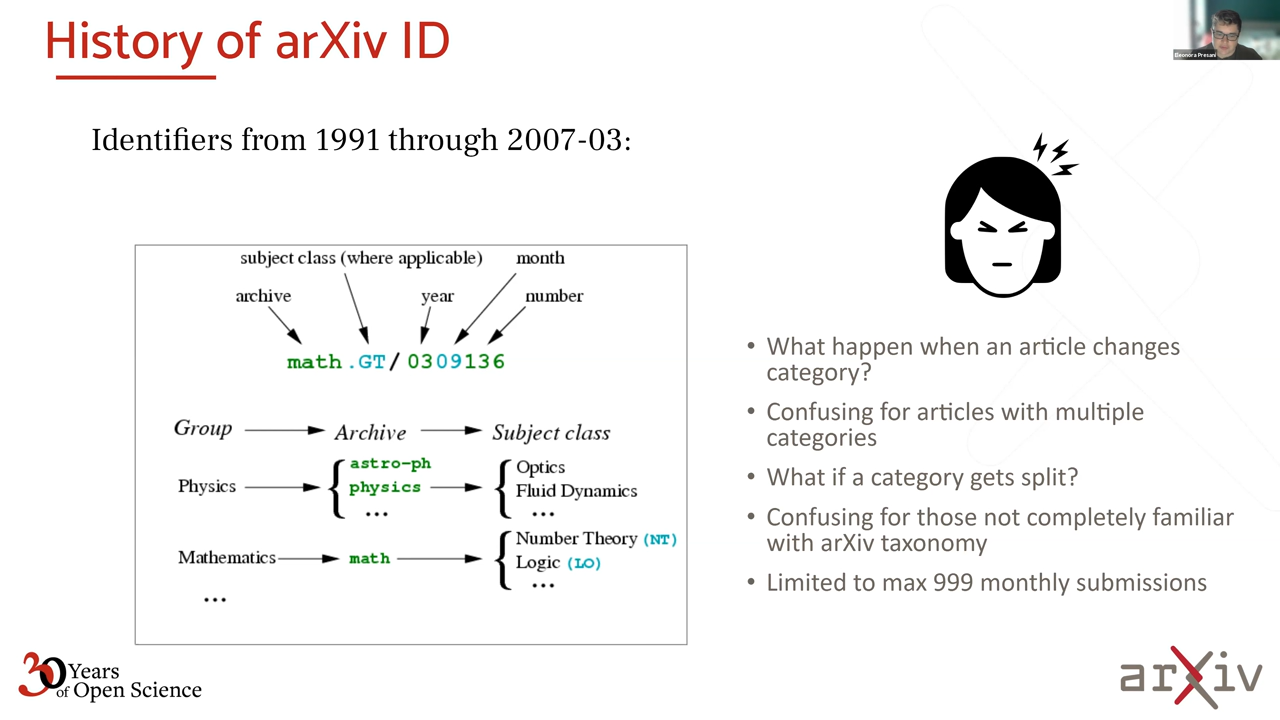 History of arXiv ID
Eleonora Presani
Identifiers from 1991 through 2007-03:
subject class (where applicable)
month
archive
year
number
math.GT/0309136
Group
Archive
Subject class
Physics
astro-ph
physics
...
Optics
Fluid Dynamics
...
Mathematics
math
Number Theory (NT)
Logic (LO)
...
...
• What happen when an article changes
category?
• Confusing for articles with multiple
categories
• What if a category gets split?
• Confusing for those not completely familiar
with arXiv taxonomy
• Limited to max 999 monthly submissions
30 Years
of Open Science
arXiv